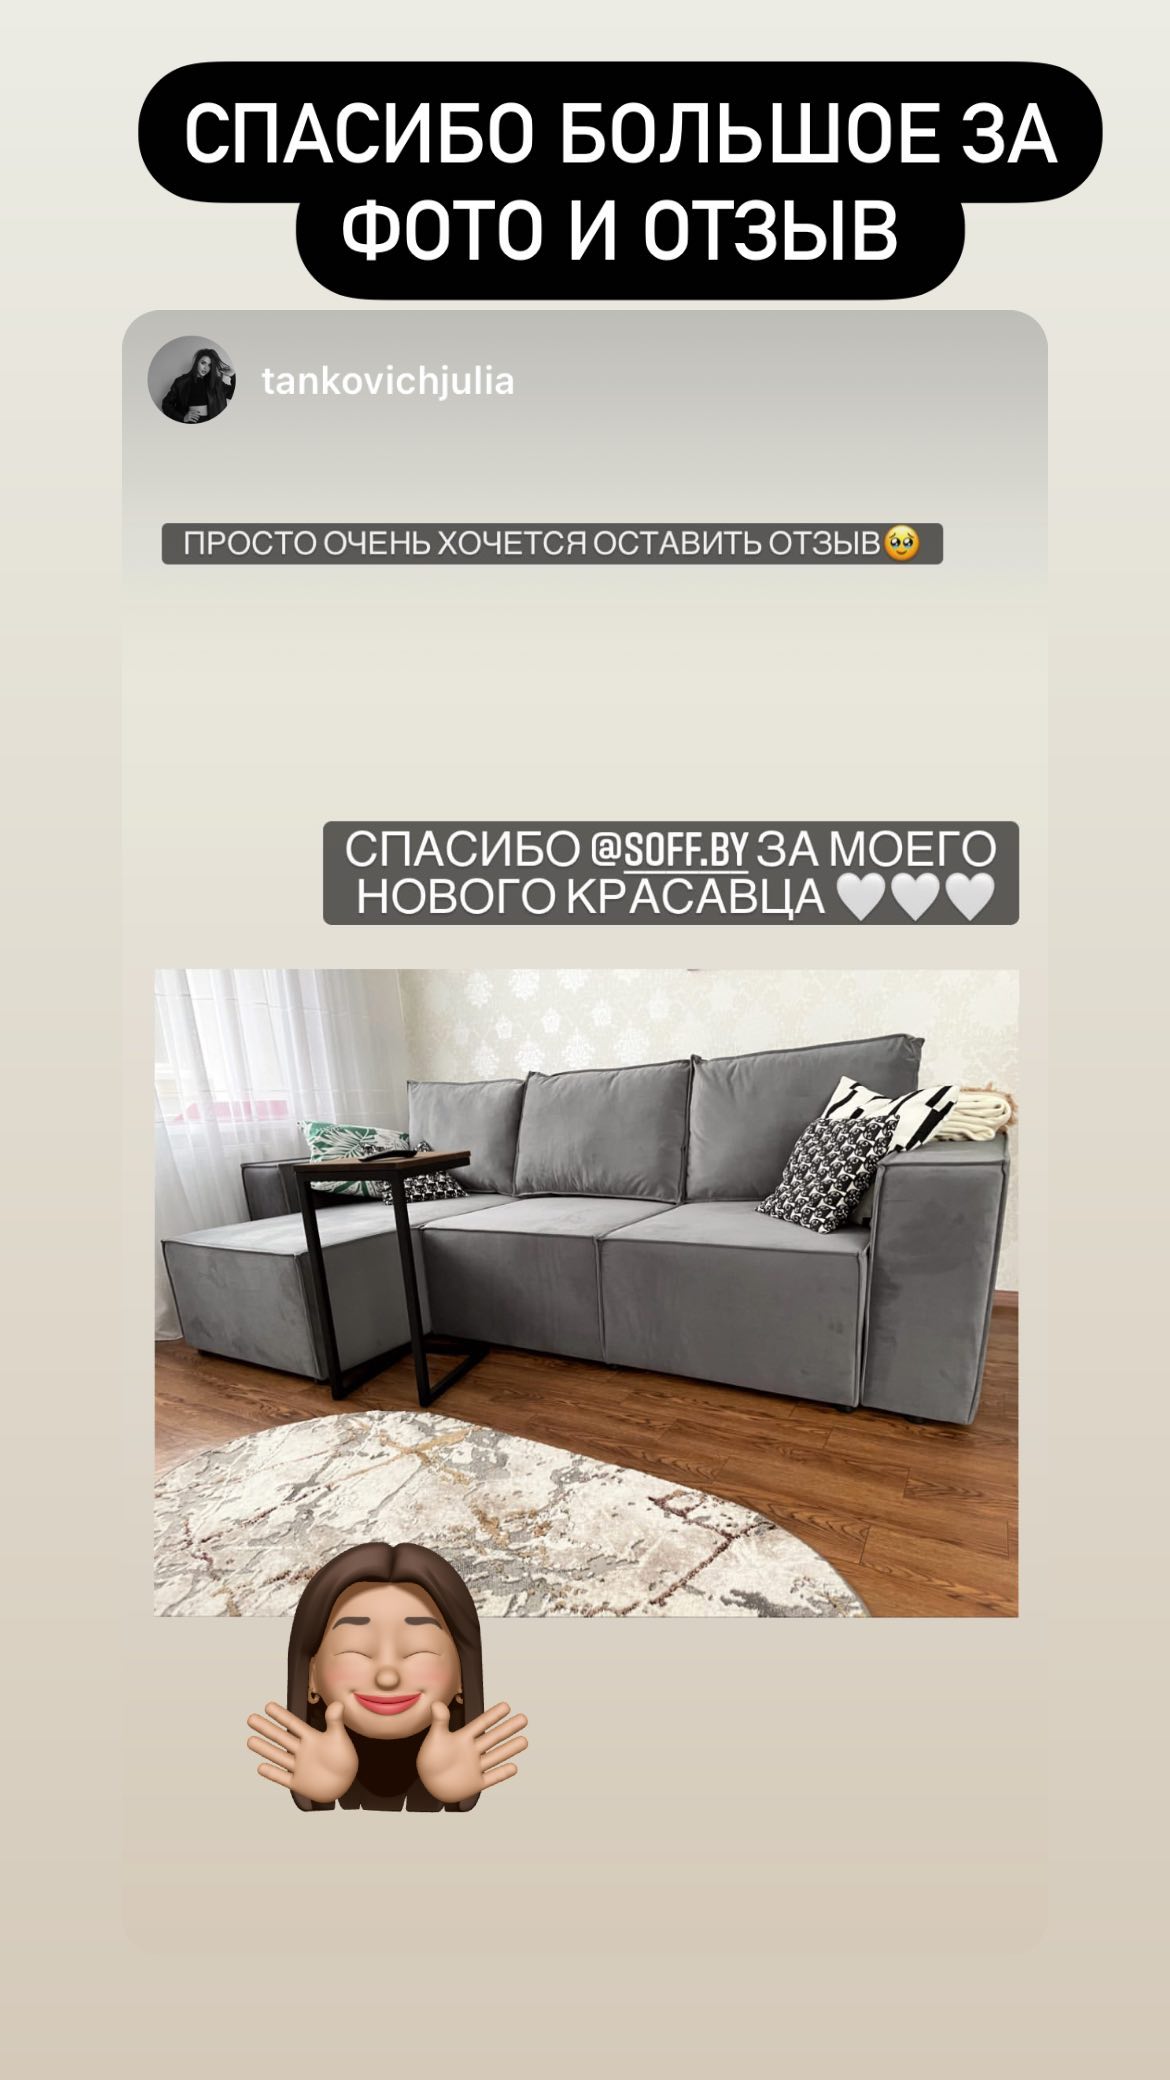 СПАСИБО БОЛЬШОЕ ЗА
ФОТО И ОТЗЫВ
tankovichjulia
ПРОСТО ОЧЕНЬ ХОЧЕТСЯ ОСТАВИТЬ ОТЗЫВ🥹
СПАСИБО @SOFF.BY ЗА МОЕГО
НОВОГО КРАСАВЦА 🤍🤍🤍